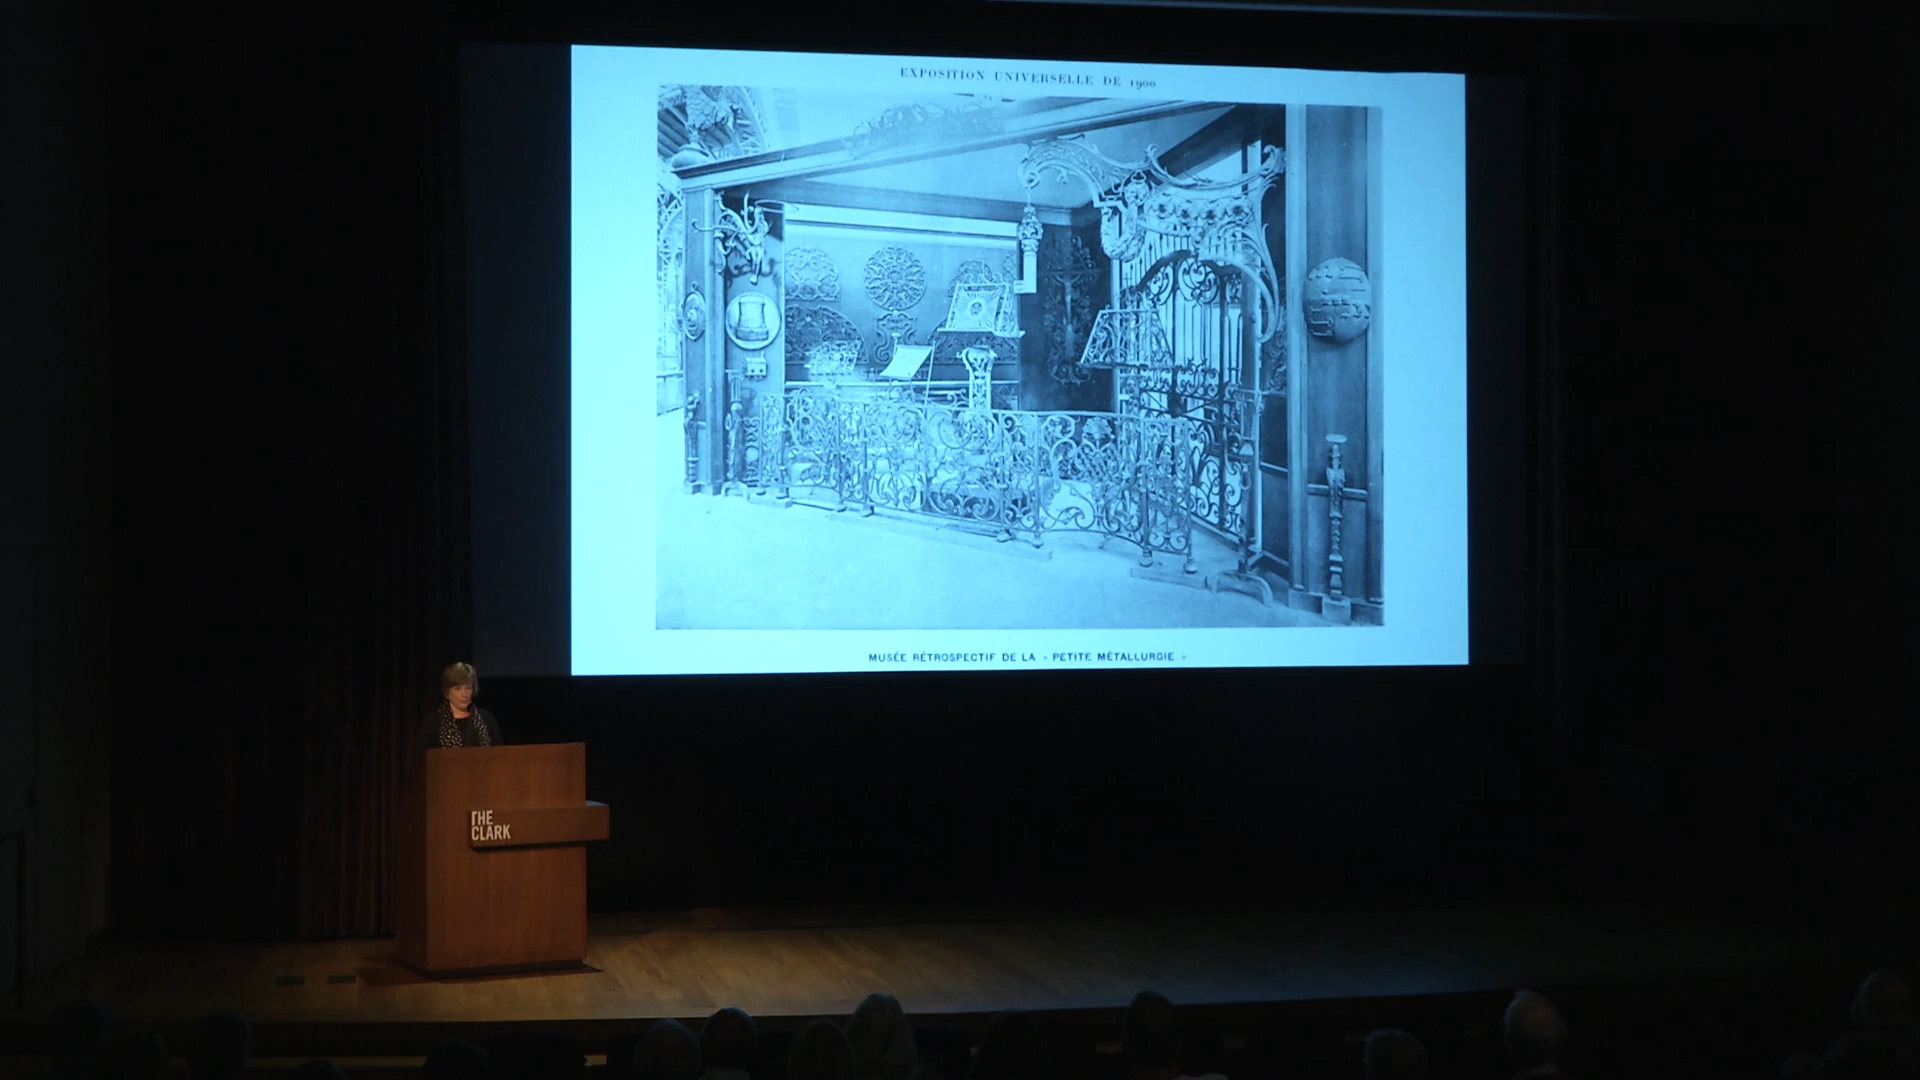 EXPOSITION UNIVERSELLE DE 1900
MUSÉE RÉTROSPECTIF DE LA « PETITE MÉTALLURGIE »
THE
CLARK